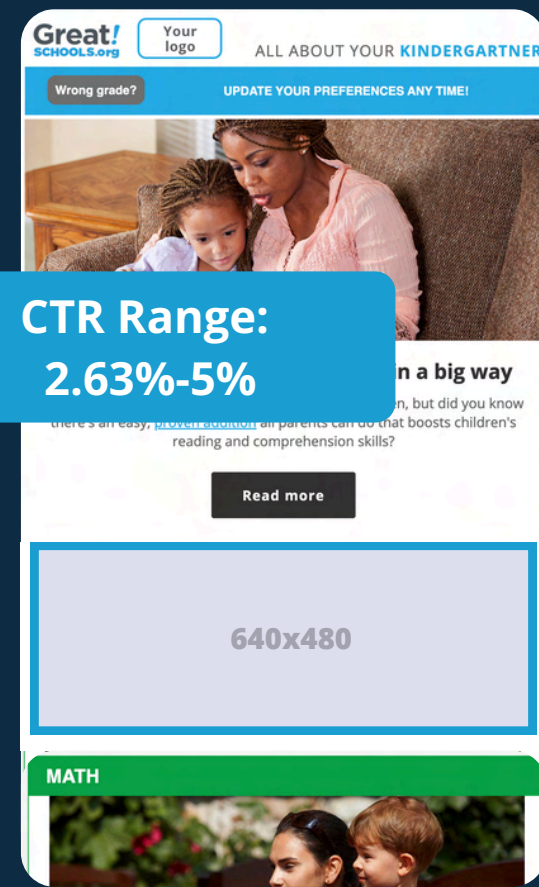 Great!
SCHOOLS.org
Your
logo
ALL ABOUT YOUR KINDERGARTNER
Wrong grade?
UPDATE YOUR PREFERENCES ANY TIME!
CTR Range:
2.63%-5%
in a big way
but did you know
there's an easy, proven addition all parents can do that boosts children's
reading and comprehension skills?
Read more
640x480
MATH